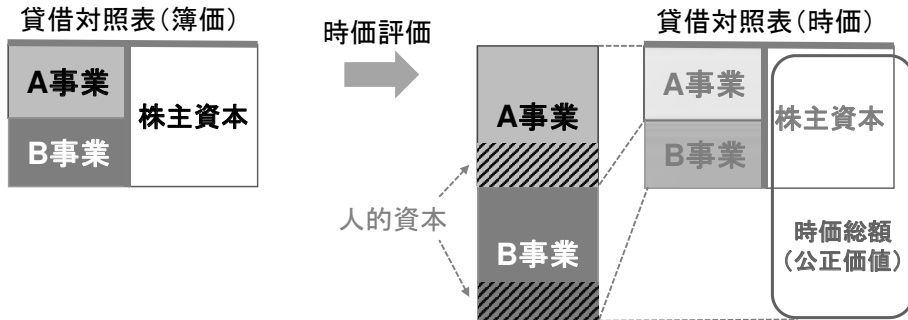 貸借対照表（簿価）
A事業
B事業
株主資本
時価評価
A事業
人的資本
B事業
貸借対照表（時価）
A事業
B事業
株主資本
時価総額
（公正価値）